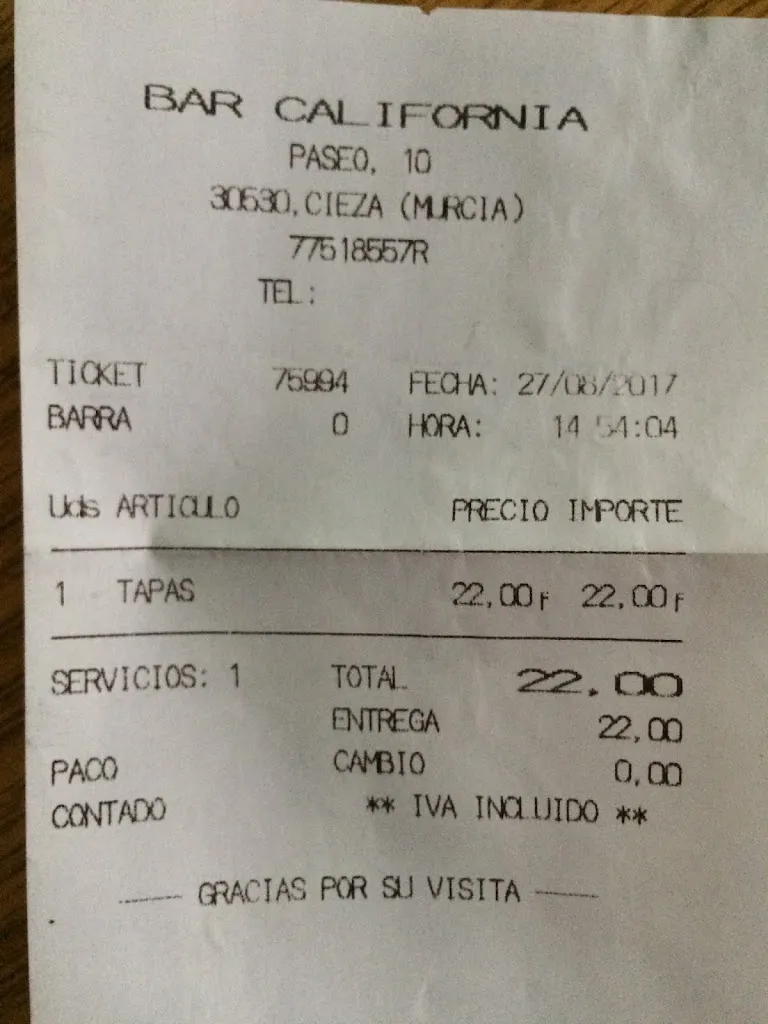 BAR CALIFORNIA
PASEO, 10
30530,CIEZA (MURCIA)
77518557R
TEL:
TICKET 75994 FECHA: 27/08/2017
BARRA 0 HORA: 14:54:04
Uds ARTICULO PRECIO IMPORTE
1 TAPAS 22,00F 22,00F
SERVICIOS: 1 TOTAL 22.00
ENTREGA 22,00
PACO CAMBIO 0,00
CONTADO ** IVA INCLUIDO **
GRACIAS POR SU VISITA